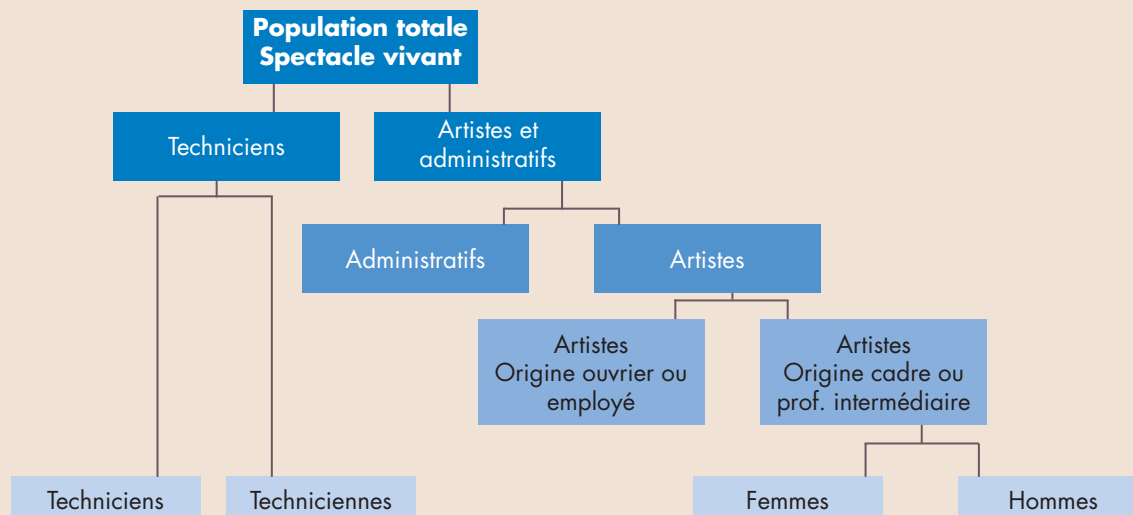 Population totale
Spectacle vivant
Techniciens
Artistes et
administratifs
Administratifs
Artistes
Artistes
Origine ouvrier ou
employé
Artistes
Origine cadre ou
prof. intermédiaire
Techniciens
Techniciennes
Femmes
Hommes